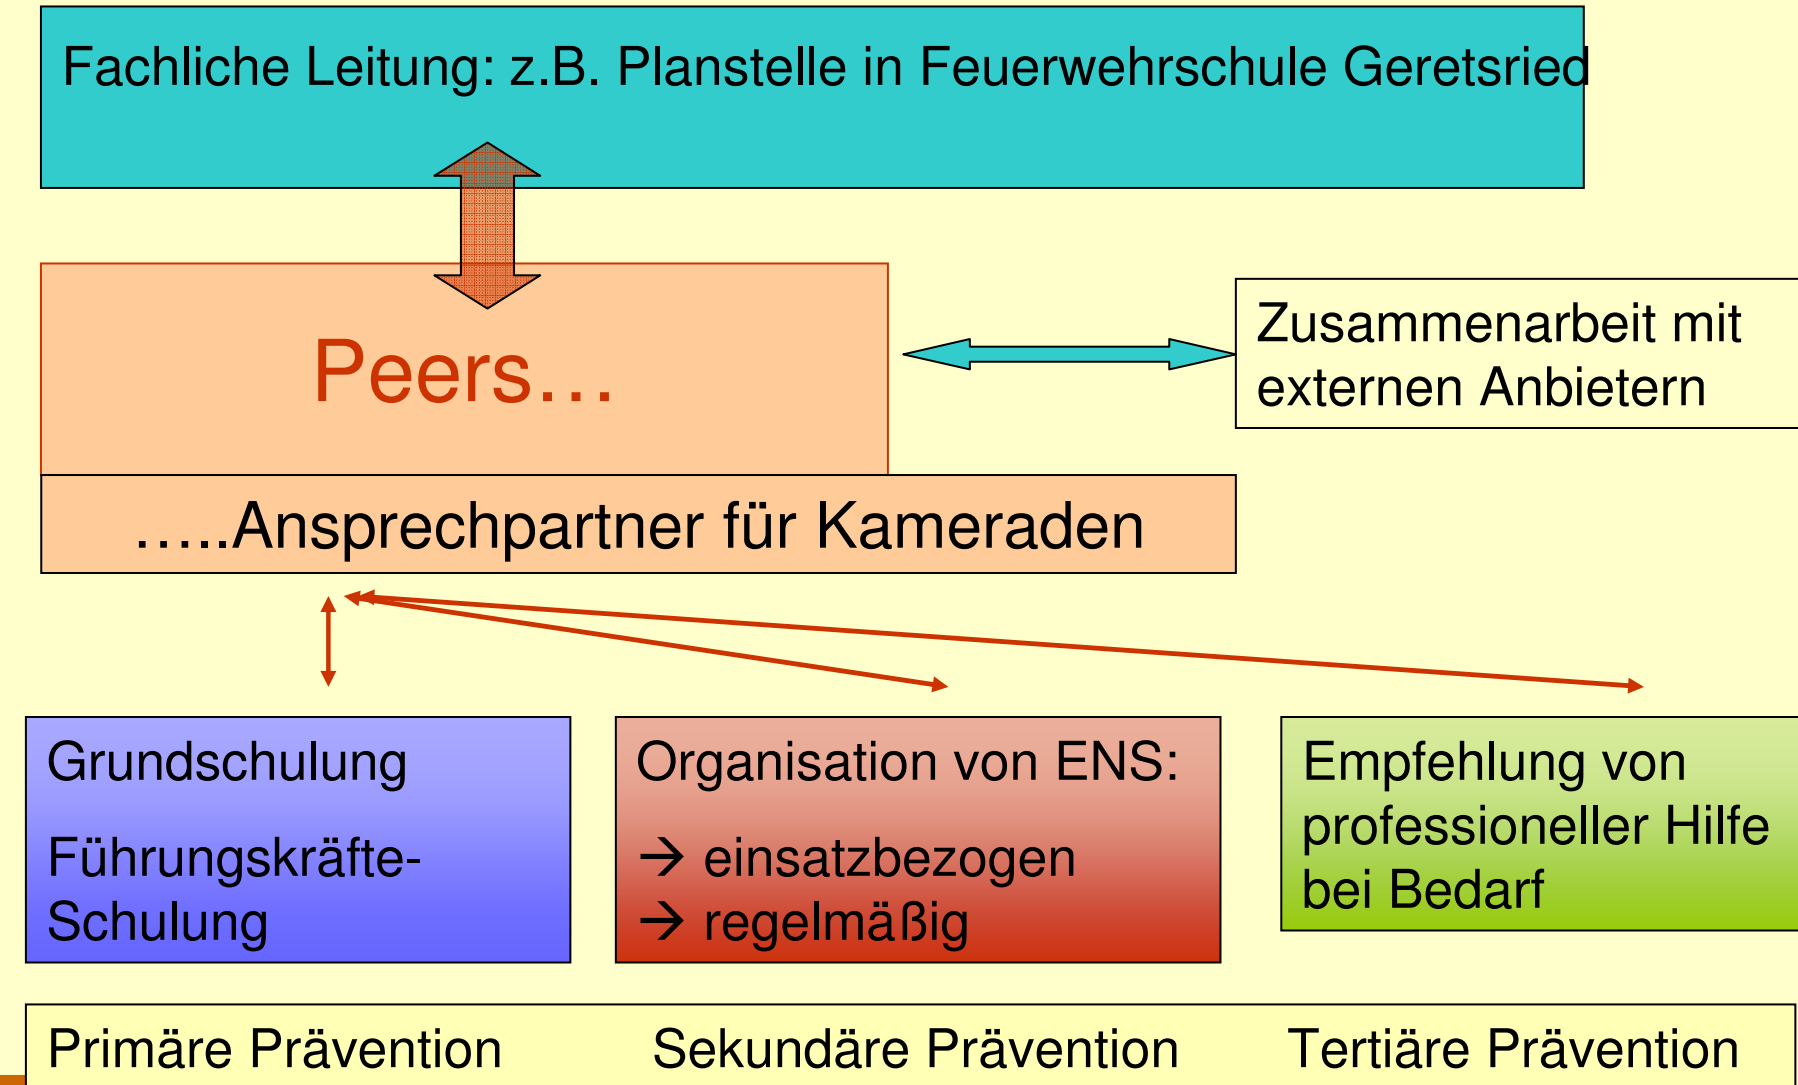 Fachliche Leitung: z.B. Planstelle in Feuerwehrschule Geretsried
Peers…
Zusammenarbeit mit
externen Anbietern
…..Ansprechpartner für Kameraden
Grundschulung
Führungskräfte-
Schulung
Organisation von ENS:
→ einsatzbezogen
→ regelmäßig
Empfehlung von
professioneller Hilfe
bei Bedarf
Primäre Prävention
Sekundäre Prävention
Tertiäre Prävention